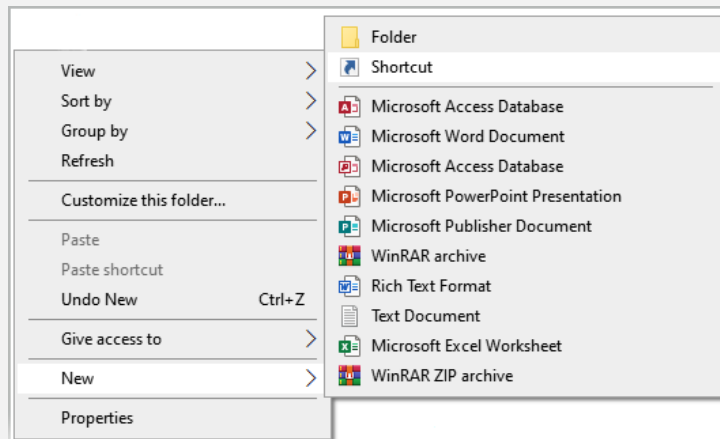 View
Sort by
Group by
Refresh
Customize this folder...
Paste
Paste shortcut
Undo New Ctrl+Z
Give access to
New
Properties
Folder
Shortcut
Microsoft Access Database
Microsoft Word Document
Microsoft Access Database
Microsoft PowerPoint Presentation
Microsoft Publisher Document
WinRAR archive
Rich Text Format
Text Document
Microsoft Excel Worksheet
WinRAR ZIP archive